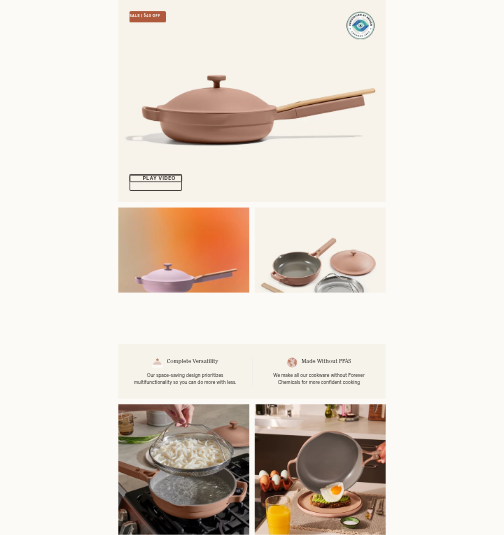 SALE | $45 OFF
PLAY VIDEO
Complete Versatility
Made Without PFAS
Our space-saving design prioritizes
multifunctionality so you can do more with less.
We make all our cookware without Forever
Chemicals for more confident cooking